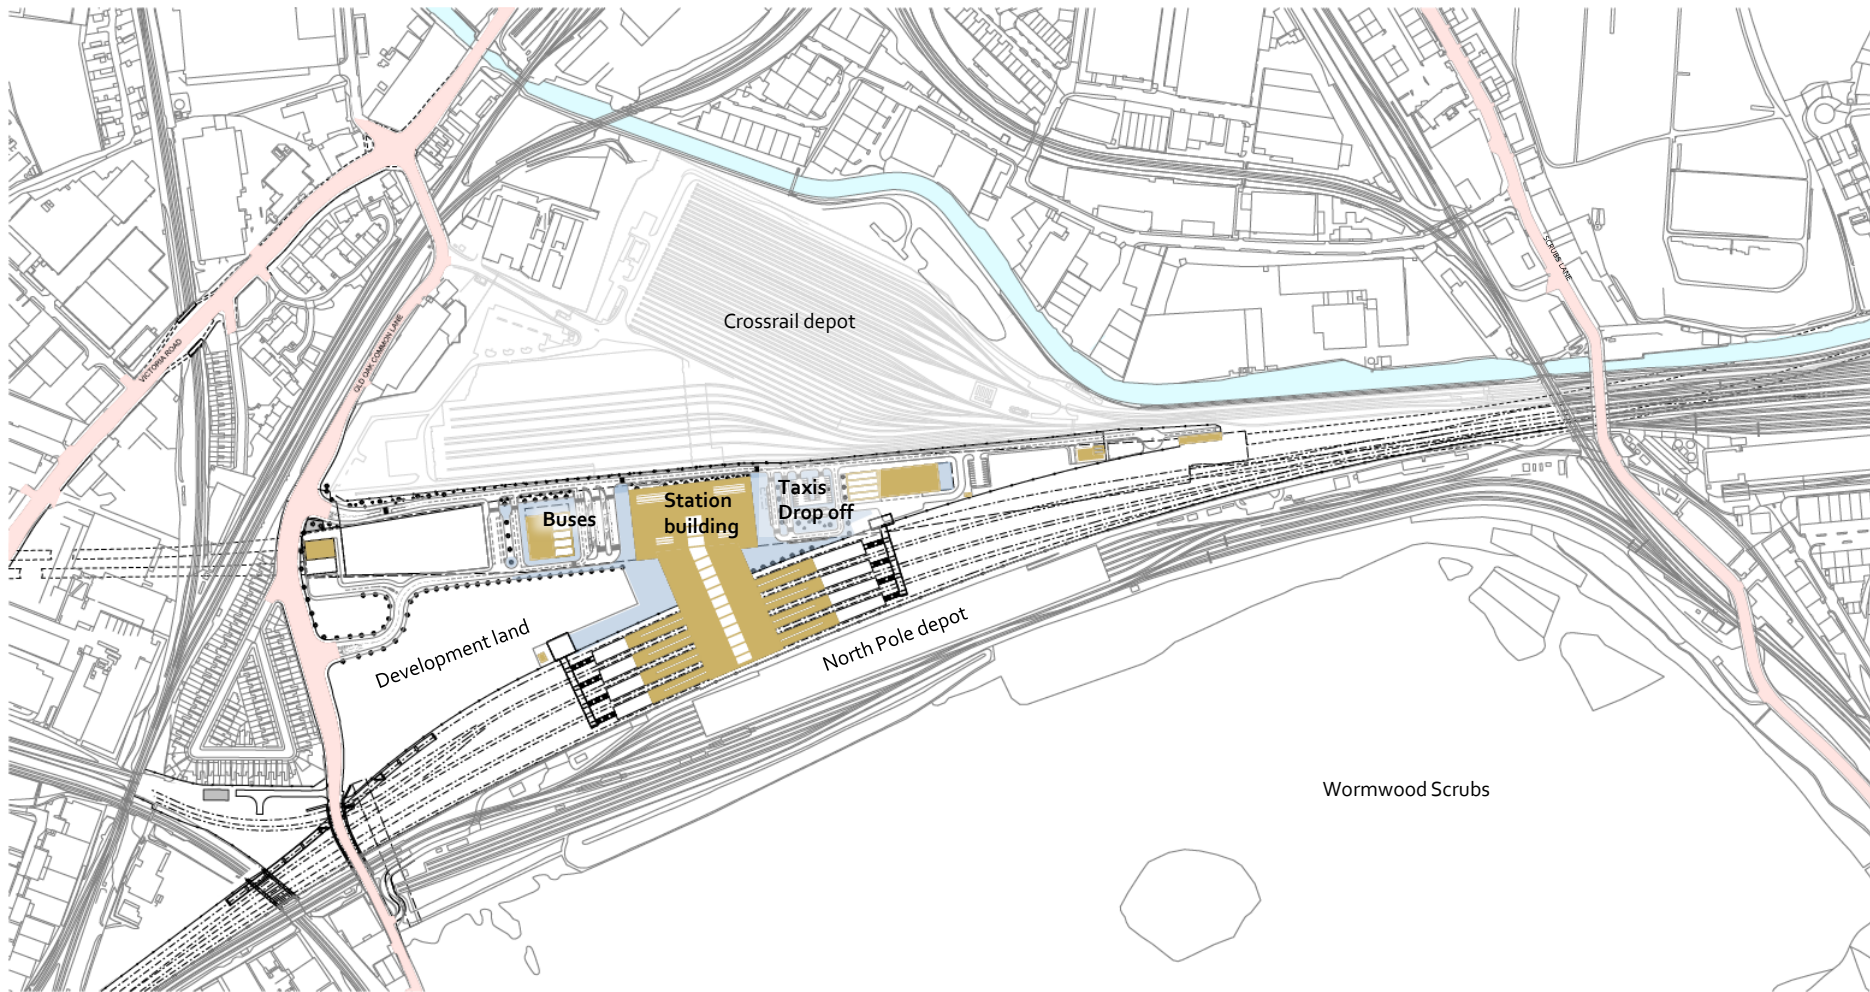 SCRUBS LANE
Crossrail depot
VICTORIA ROAD
OLD OAK COMMON LANE
Station
building
Taxis
Drop off
Buses
Development land
North Pole depot
Wormwood Scrubs